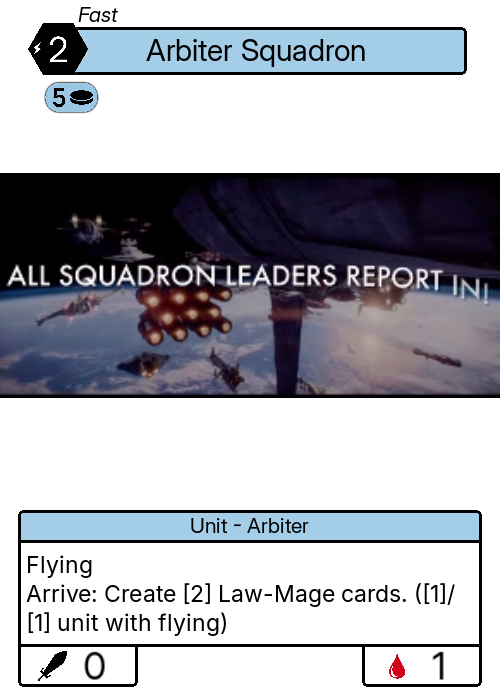 Fast
2
Arbiter Squadron
5
ALL SQUADRON LEADERS REPORT IN!
Unit - Arbiter
Flying
Arrive: Create [2] Law-Mage cards. ([1]/
[1] unit with flying)
0
1